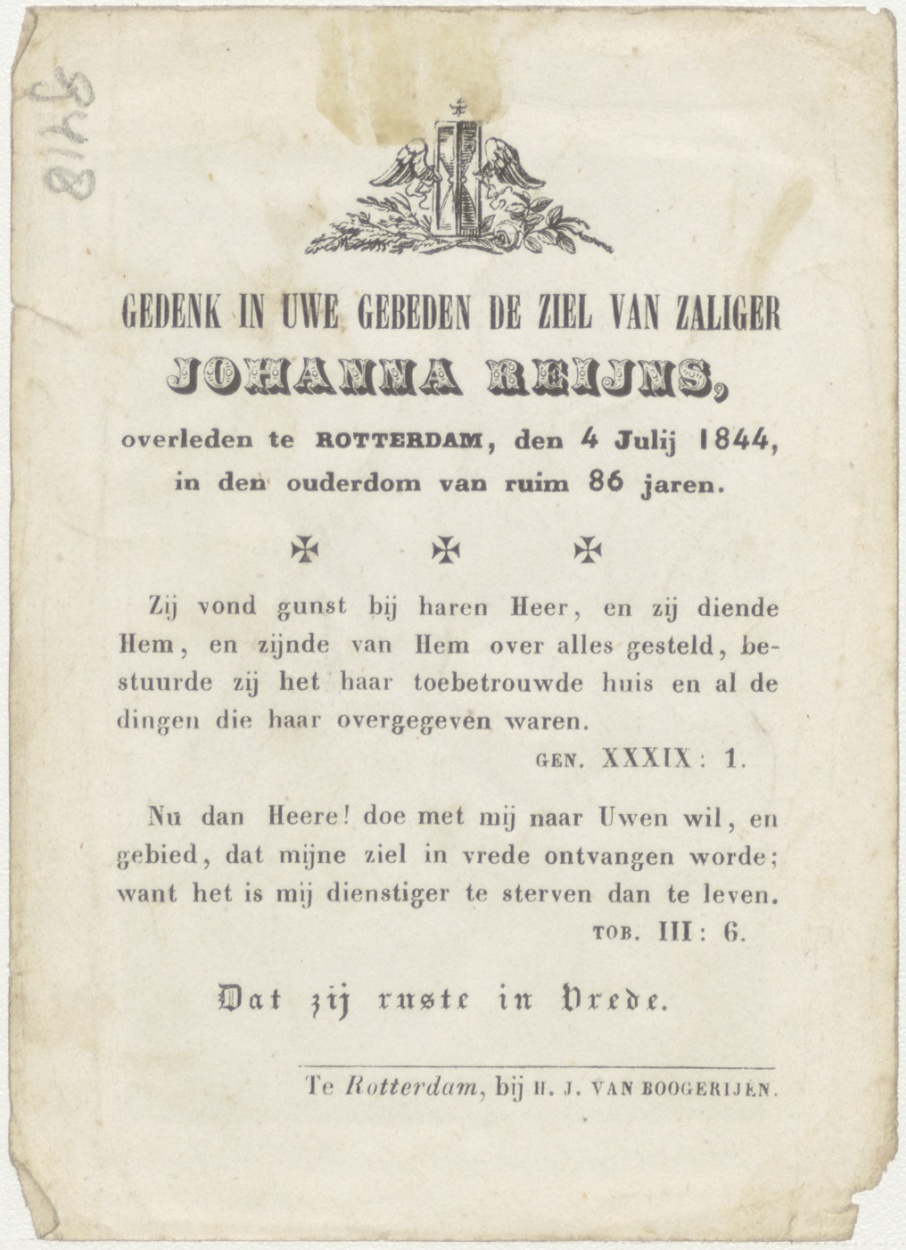 8418
GEDENK IN UWE GEBEDEN DE ZIEL VAN ZALIGER
JOHANNA REIJNS,
overleden te ROTTERDAM, den 4 Julij 1844,
in den ouderdom van ruim 86 jaren.
Zij vond gunst bij haren Heer, en zij diende
Hem, en zijnde van Hem over alles gesteld, be-
stuurde zij het haar toebetrouwde huis en al de
dingen die haar overgegeven waren.
GEN. XXXIX: 1.
Nu dan Heere! doe met mij naar Uwen wil, en
gebied, dat mijne ziel in vrede ontvangen worde;
want het is mij dienstiger te sterven dan te leven.
TOB. III: 6.
Dat zij ruste in Vrede.
Te Rotterdam, bij H. J. VAN BOOGERIJEN.